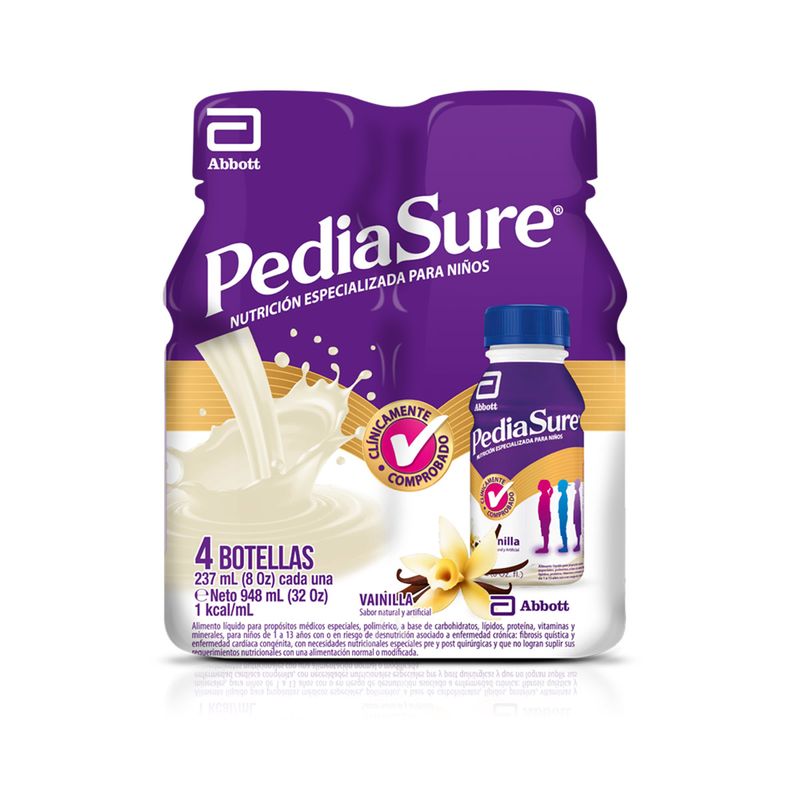 Abbott
PediaSure®
NUTRICIÓN ESPECIALIZADA PARA NIÑOS
CLÍNICAMENTE COMPROBADO
Abbott
PediaSure
NUTRICIÓN ESPECIALIZADA PARA NIÑOS
CLÍNICAMENTE COMPROBADO
4 BOTELLAS
237 mL (8 Oz) cada una
℮Neto 948 mL (32 Oz)
1 kcal/mL
VAINILLA
Sabor natural y artificial
Abbott
Alimento líquido para propósitos médicos especiales, polimérico, a base de carbohidratos, lípidos, proteína, vitaminas y
minerales, para niños de 1 a 13 años con o en riesgo de desnutrición asociado a enfermedad crónica: fibrosis quística y
enfermedad cardíaca congénita, con necesidades nutricionales especiales pre y post quirúrgicas y que no logran suplir sus
requerimientos nutricionales con una alimentación normal o modificada.